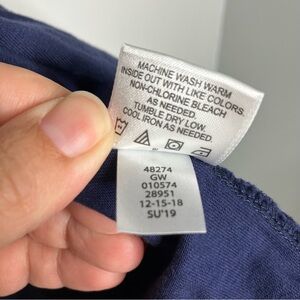 MACHINE WASH WARM
INSIDE OUT WITH LIKE COLORS
NON-CHLORINE BLEACH
AS NEEDED.
TUMBLE DRY LOW.
COOL IRON AS NEEDED
48274
GW
010574
28951
12-15-18
SU'19